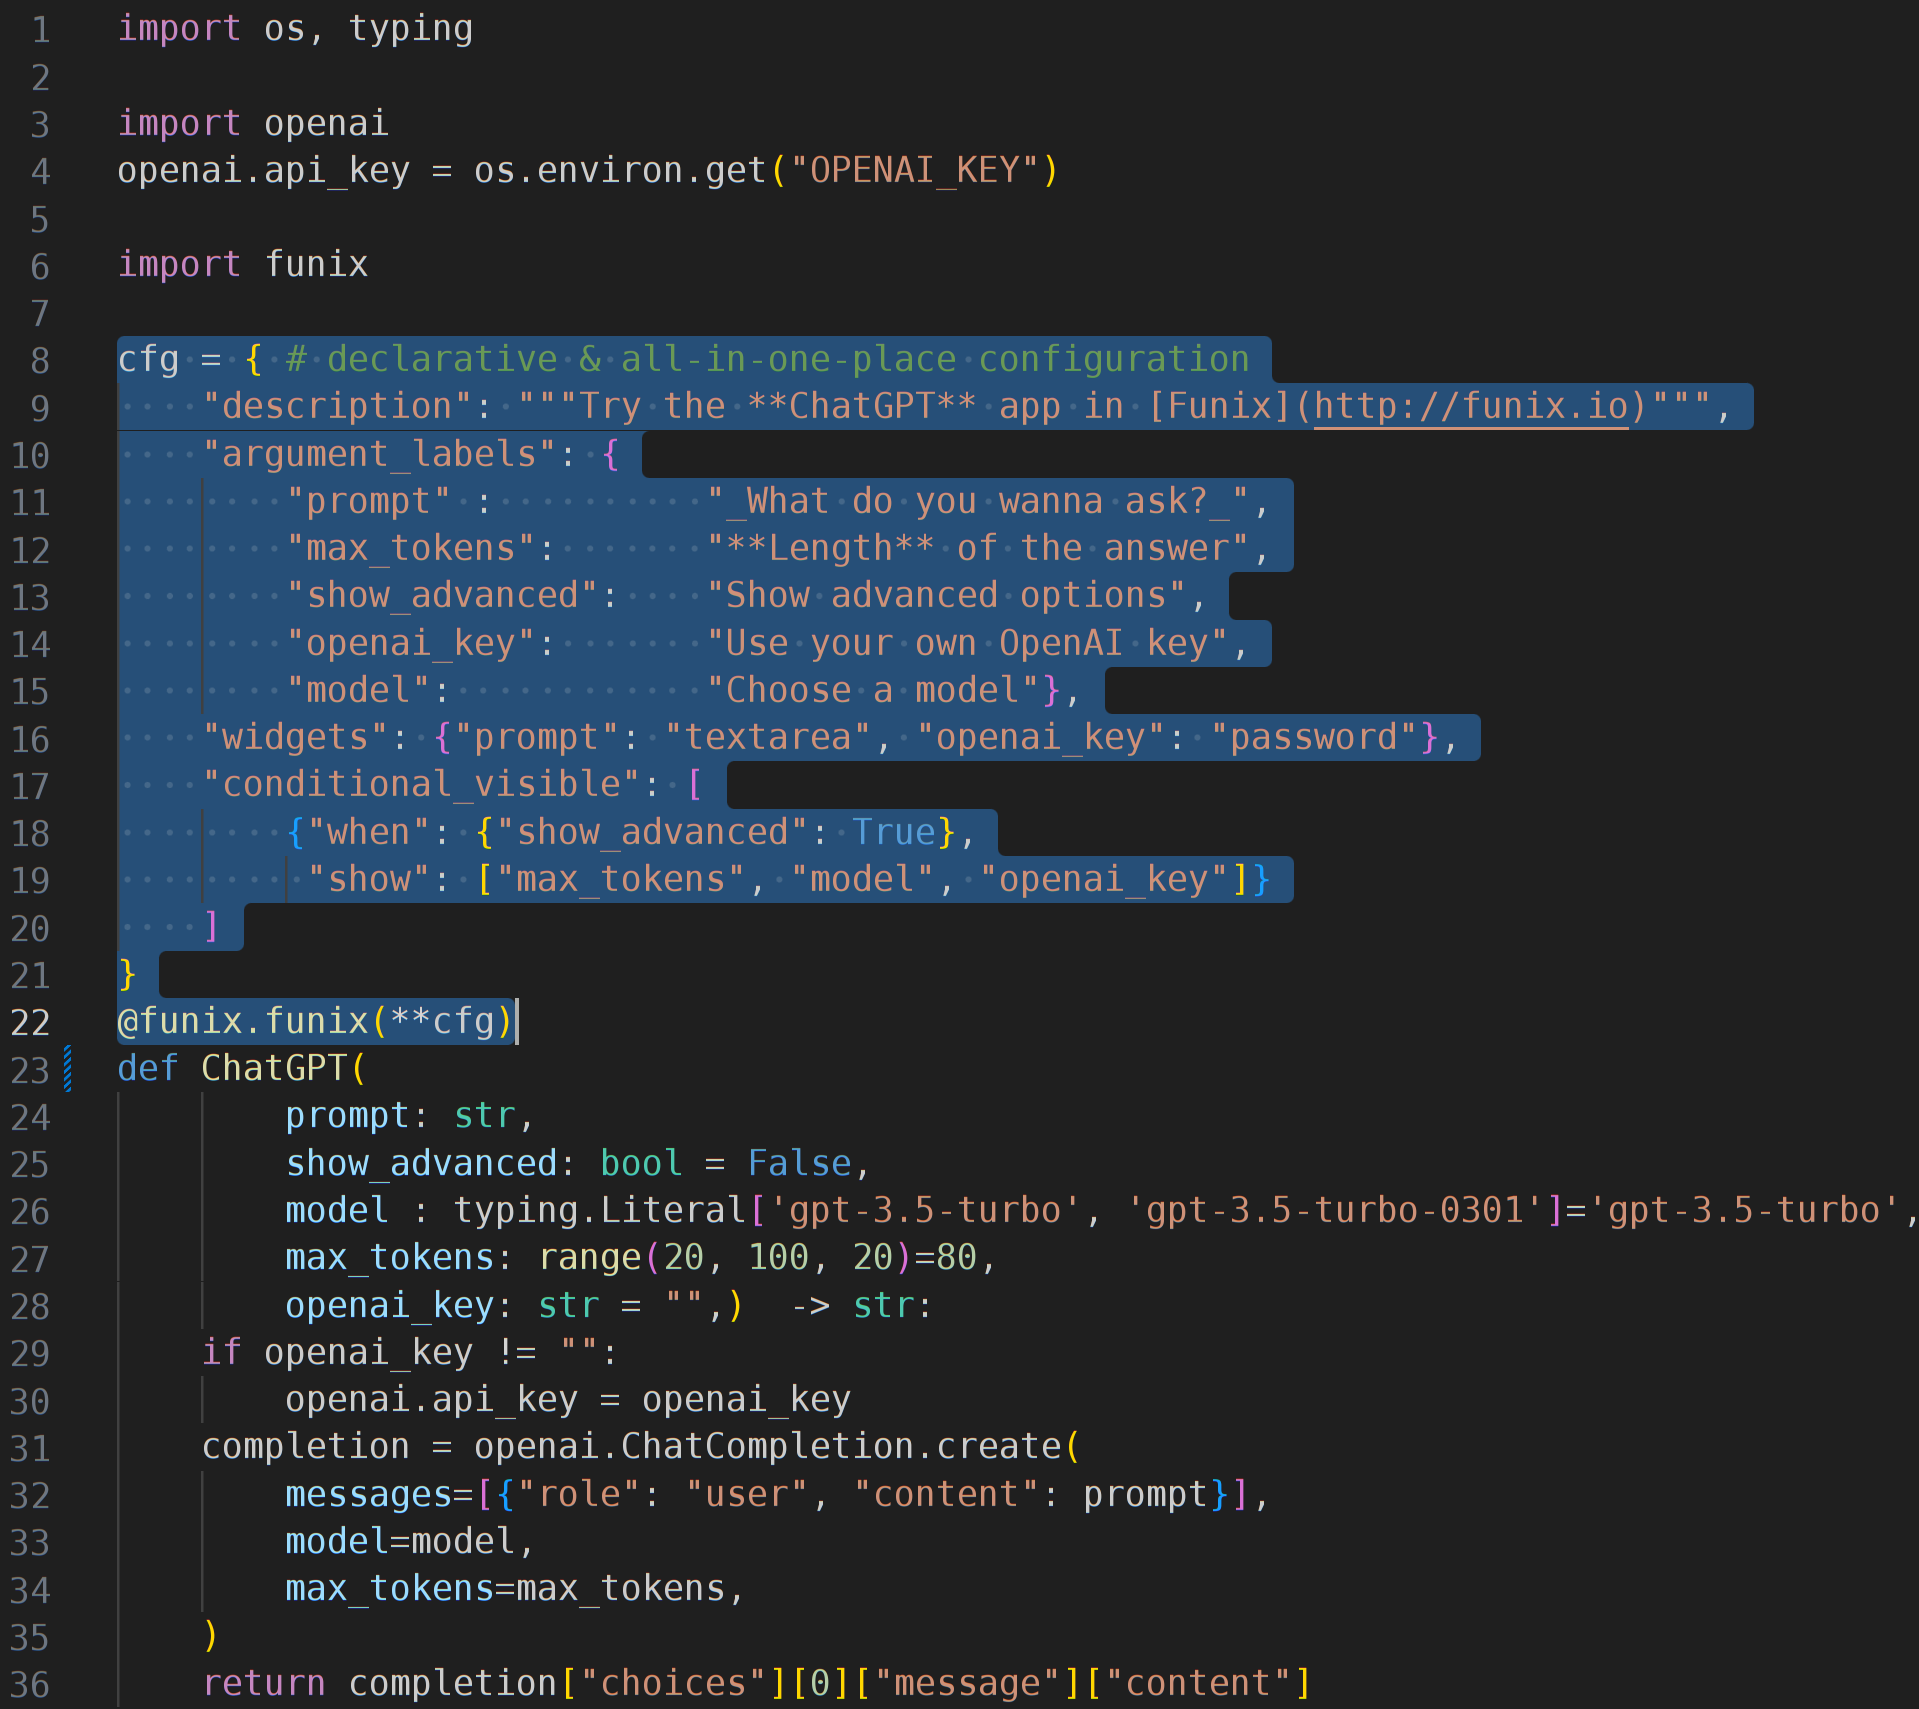 1 import os, typing
2
3 import openai
4 openai.api_key = os.environ.get("OPENAI_KEY")
5
6 import funix
7
8 cfg = { # declarative & all-in-one-place configuration
9     "description": """Try the **ChatGPT** app in [Funix](http://funix.io)""",
10     "argument_labels": {
11         "prompt" :          "_What do you wanna ask?_",
12         "max_tokens":       "**Length** of the answer",
13         "show_advanced":    "Show advanced options",
14         "openai_key":       "Use your own OpenAI key",
15         "model":            "Choose a model"},
16     "widgets": {"prompt": "textarea", "openai_key": "password"},
17     "conditional_visible": [
18         {"when": {"show_advanced": True},
19          "show": ["max_tokens", "model", "openai_key"]}
20     ]
21 }
22 @funix.funix(**cfg)
23 def ChatGPT(
24         prompt: str,
25         show_advanced: bool = False,
26         model : typing.Literal['gpt-3.5-turbo', 'gpt-3.5-turbo-0301']='gpt-3.5-turbo',
27         max_tokens: range(20, 100, 20)=80,
28         openai_key: str = "",)  -> str:
29     if openai_key != "":
30         openai.api_key = openai_key
31     completion = openai.ChatCompletion.create(
32         messages=[{"role": "user", "content": prompt}],
33         model=model,
34         max_tokens=max_tokens,
35     )
36     return completion["choices"][0]["message"]["content"]